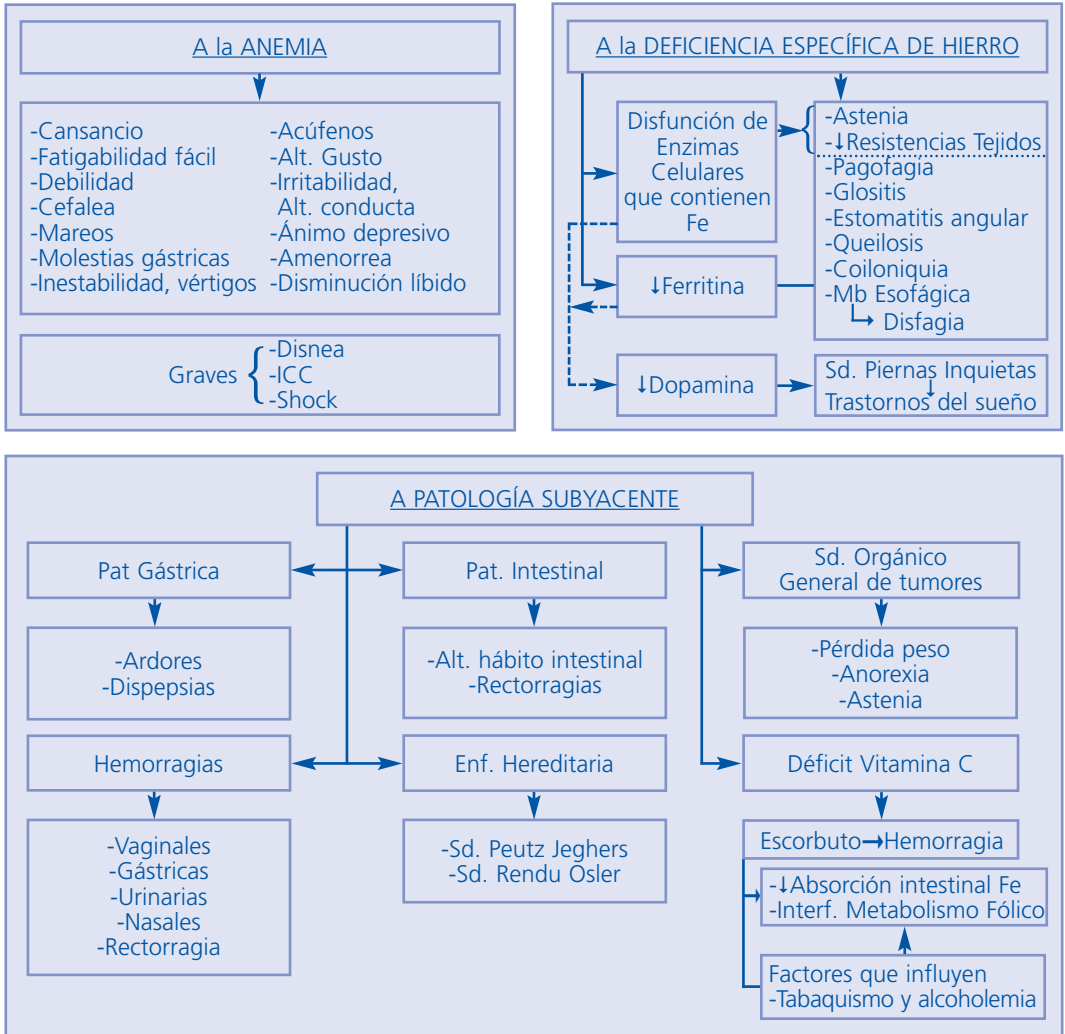 A la ANEMIA
-Cansancio
-Fatigabilidad fácil
-Debilidad
-Cefalea
-Mareos
-Molestias gástricas
-Inestabilidad, vértigos
-Acúfenos
-Alt. Gusto
-Irritabilidad,
Alt. conducta
-Ánimo depresivo
-Amenorrea
-Disminución líbido
Graves
-Disnea
-ICC
-Shock
A la DEFICIENCIA ESPECÍFICA DE HIERRO
Disfunción de
Enzimas
Celulares
que contienen
Fe
-Astenia
-↓Resistencias Tejidos
-Pagofagia
-Glositis
-Estomatitis angular
-Queilosis
-Coiloniquia
-Mb Esofágica
Disfagia
↓Ferritina
↓Dopamina
Sd. Piernas Inquietas
↓
Trastornos del sueño
A PATOLOGÍA SUBYACENTE
Pat Gástrica
-Ardores
-Dispepsias
Pat. Intestinal
-Alt. hábito intestinal
-Rectorragias
Sd. Orgánico
General de tumores
-Pérdida peso
-Anorexia
-Astenia
Hemorragias
-Vaginales
-Gástricas
-Urinarias
-Nasales
-Rectorragia
Enf. Hereditaria
-Sd. Peutz Jeghers
-Sd. Rendu Osler
Déficit Vitamina C
Escorbuto→Hemorragia
-↓Absorción intestinal Fe
-Interf. Metabolismo Fólico
Factores que influyen
-Tabaquismo y alcoholemia